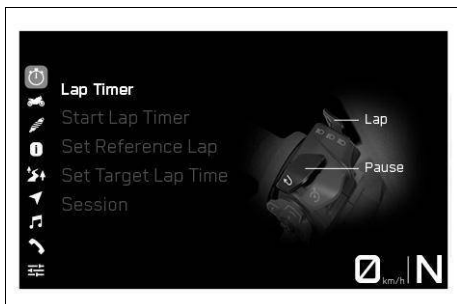 Lap Timer
Start Lap Timer
Set Reference Lap
Set Target Lap Time
Session
Lap
Pause
0 km/h N